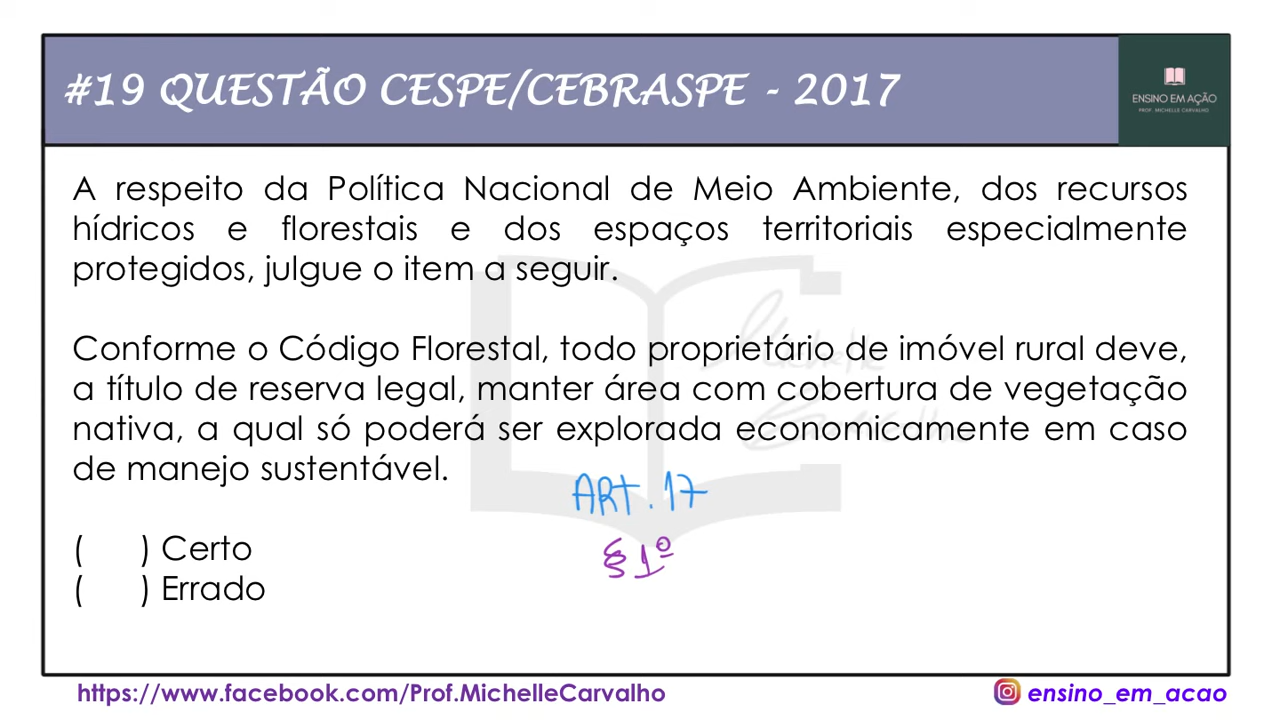 #19 QUESTÃO CESPE/CEBRASPE - 2017
ENSINO EM AÇÃO
PROF. MICHELLE CARVALHO
A respeito da Política Nacional de Meio Ambiente, dos recursos
hídricos e florestais e dos espaços territoriais especialmente
protegidos, julgue o item a seguir.
Conforme o Código Florestal, todo proprietário de imóvel rural deve,
a título de reserva legal, manter área com cobertura de vegetação
nativa, a qual só poderá ser explorada economicamente em caso
de manejo sustentável.
ART. 17
§ 1º
( ) Certo
( ) Errado
https://www.facebook.com/Prof.MichelleCarvalho
ensino_em_acao